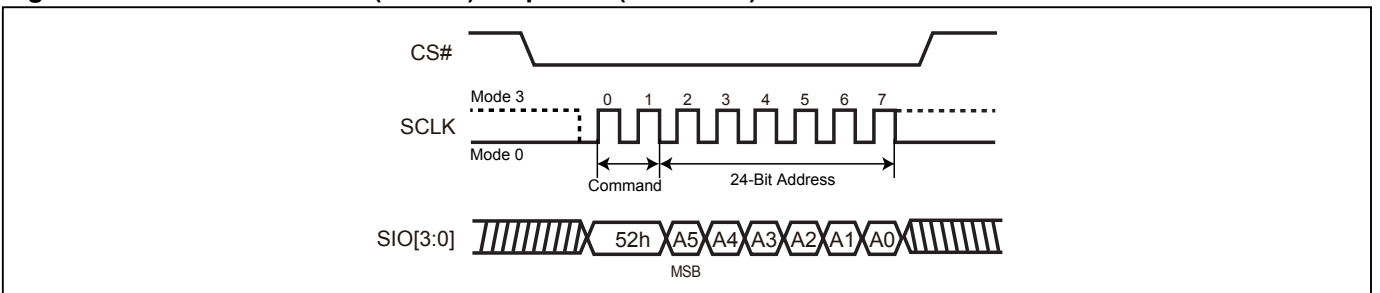 CS#
Mode 3
0 1 2 3 4 5 6 7
SCLK
Mode 0
Command
24-Bit Address
SIO[3:0]
52h A5 A4 A3 A2 A1 A0
MSB